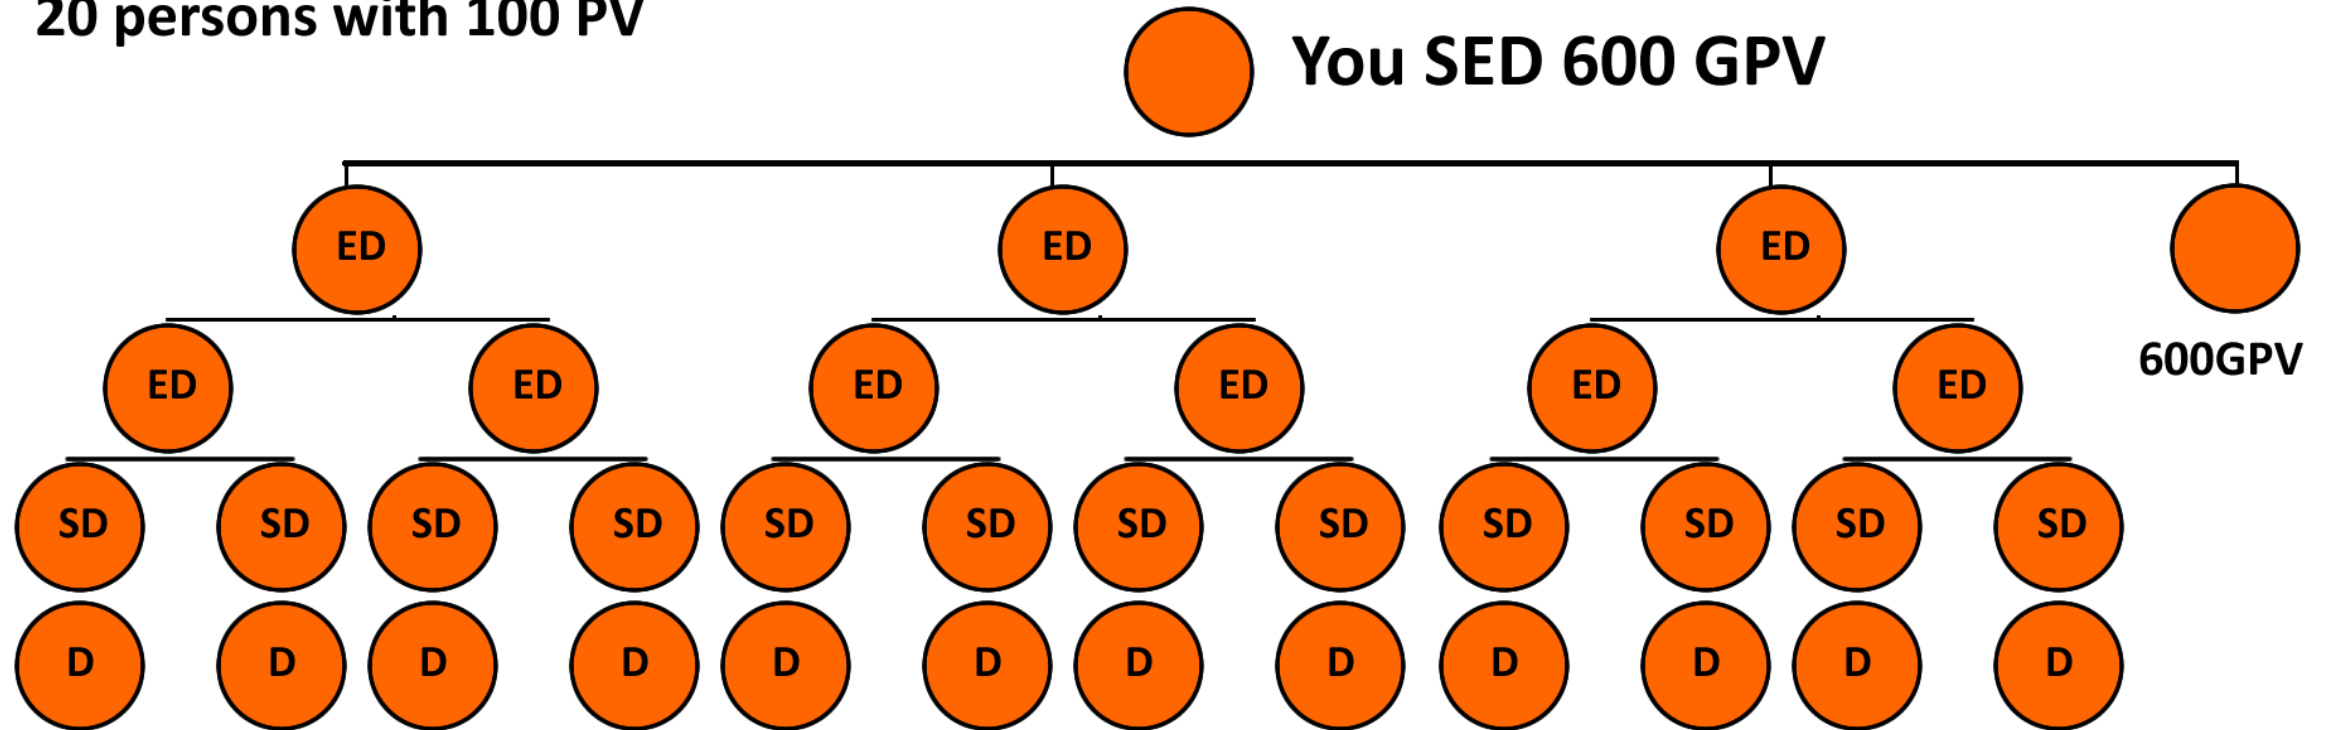 20 persons with 100 PV
You SED 600 GPV
ED ED ED
ED ED ED ED ED ED
600GPV
SD SD SD SD SD SD SD SD SD SD SD SD
D D D D D D D D D D D D